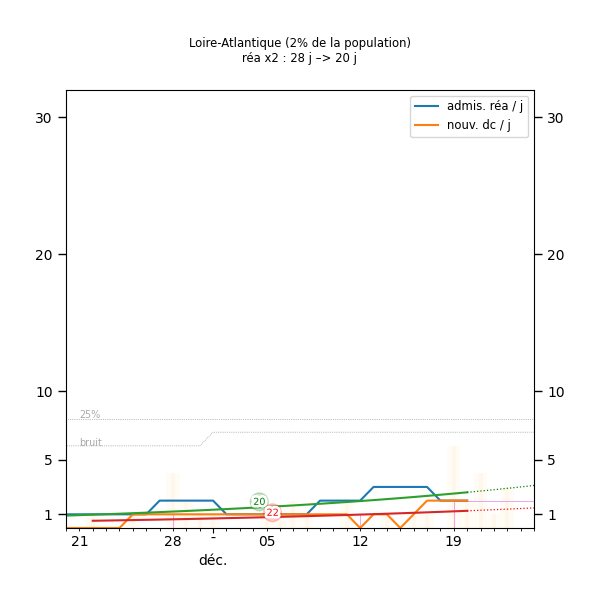 Loire-Atlantique (2% de la population)
réa x2 : 28 j –> 20 j
admis. réa / j
nouv. dc / j
30 30
20 20
10 10
25%
bruit
5 5
20
22
1 1
21 28 - 05 12 19
déc.